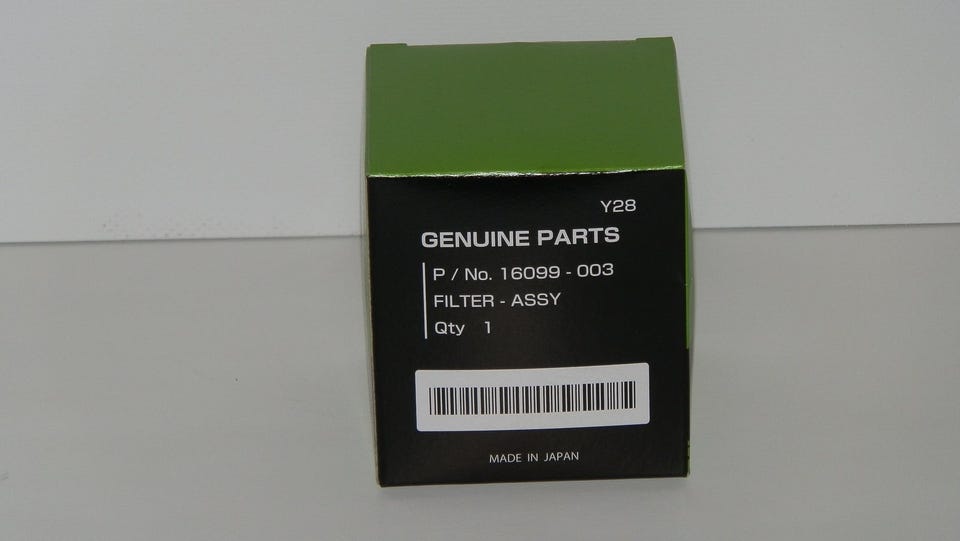 Y28
GENUINE PARTS
P / No. 16099 - 003
FILTER - ASSY
Qty 1
MADE IN JAPAN